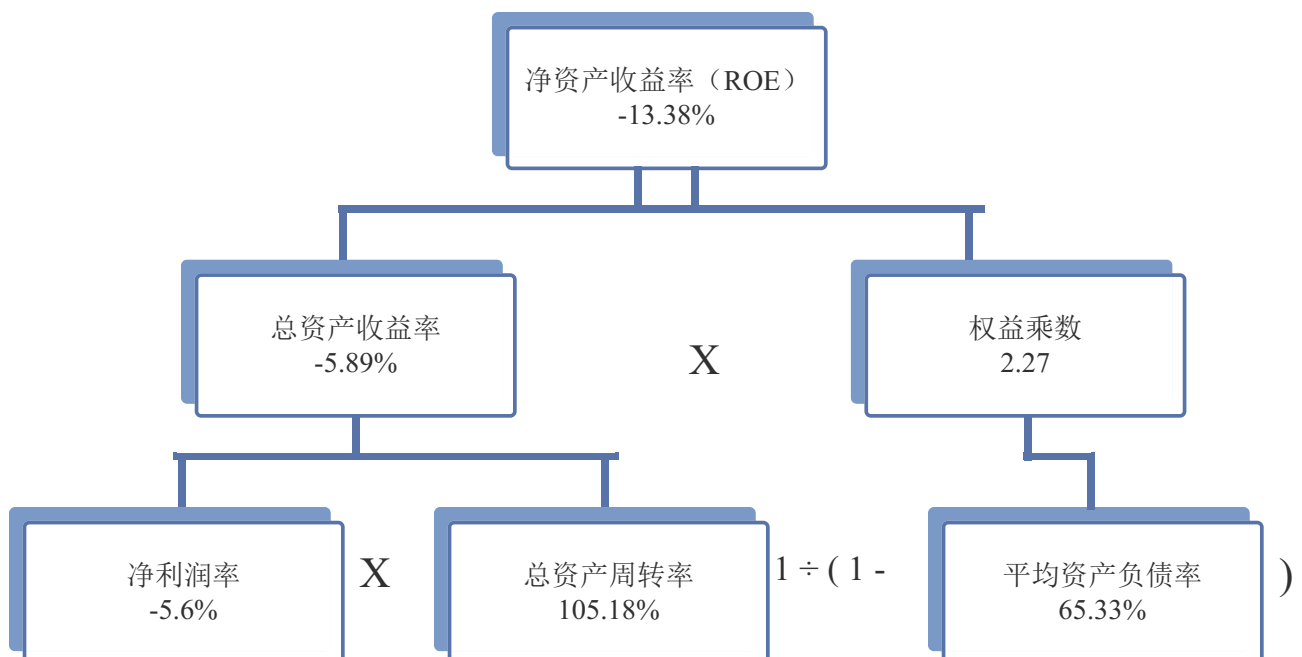 净资产收益率（ROE）
-13.38%
总资产收益率
-5.89%
X
权益乘数
2.27
净利润率
-5.6%
X
总资产周转率
105.18%
1 ÷ ( 1 -
平均资产负债率
65.33%
)